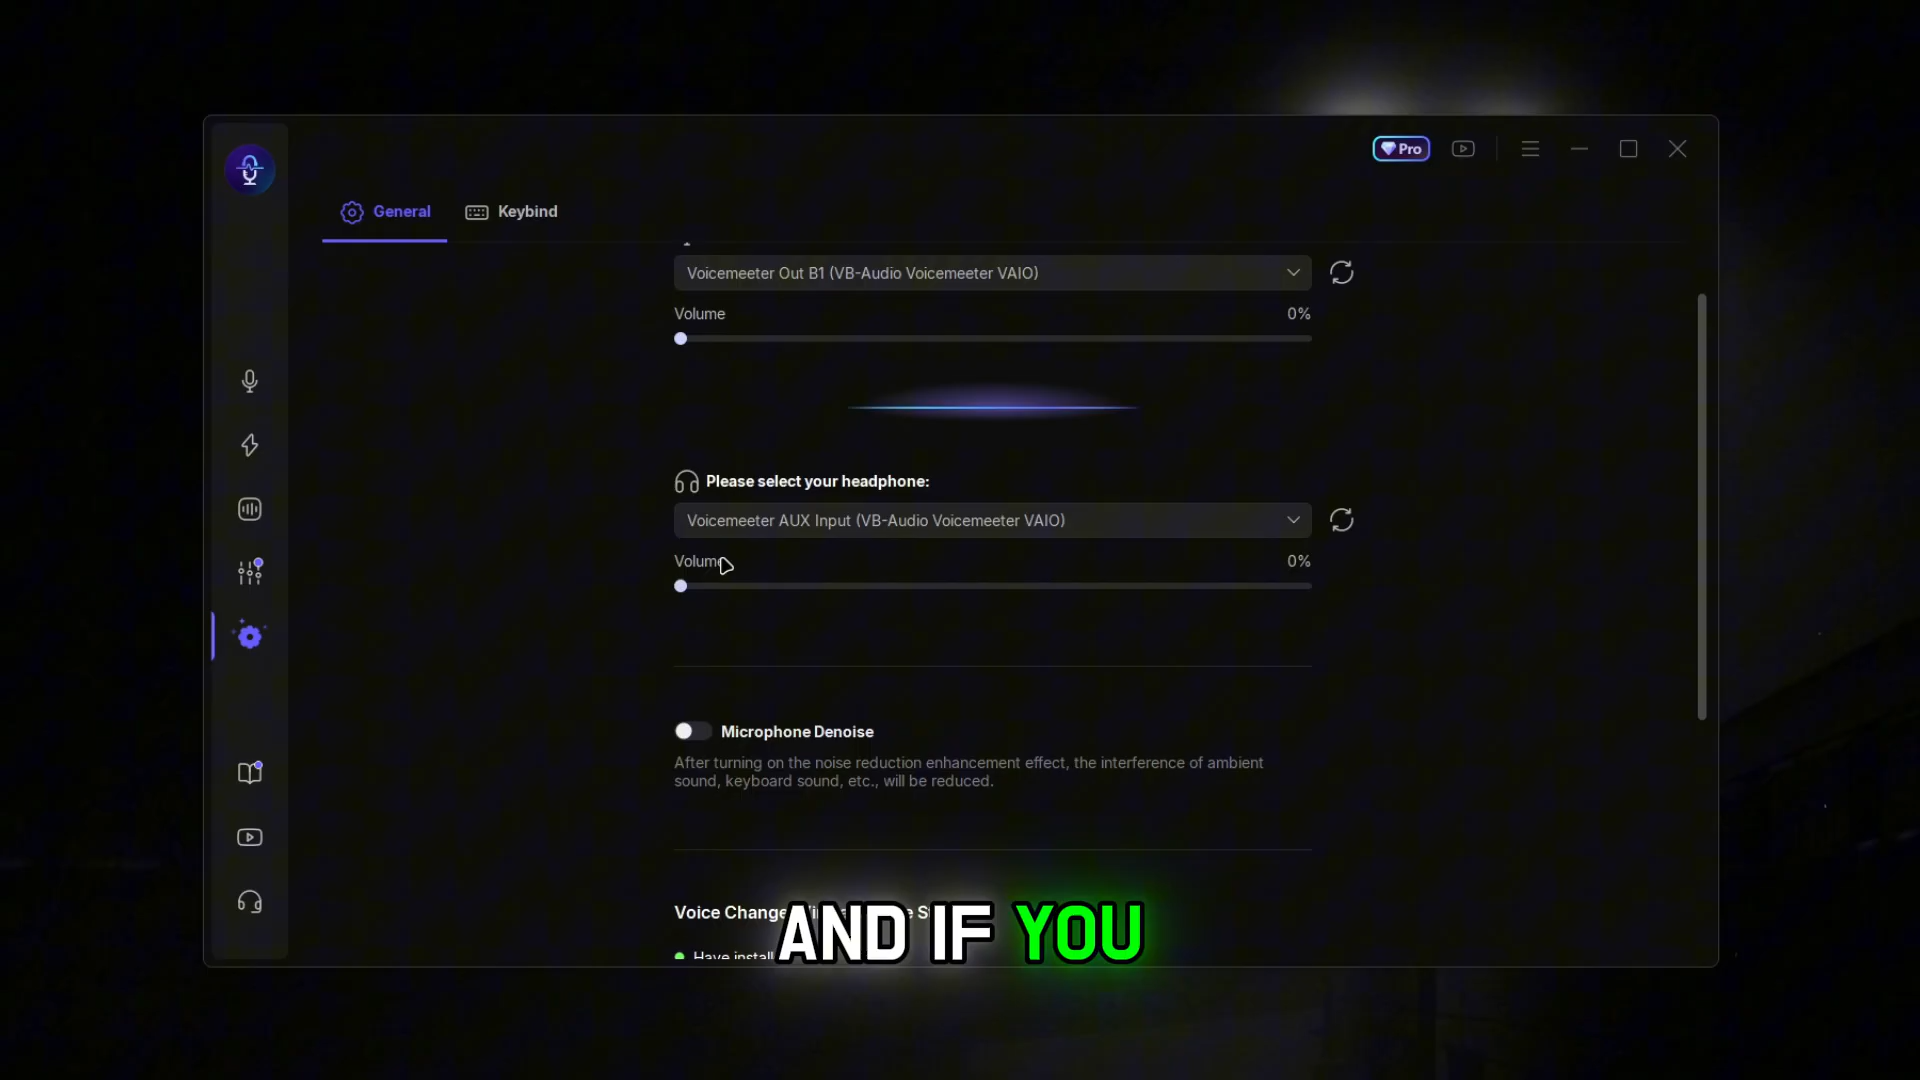 Pro
General
Keybind
Voicemeeter Out B1 (VB-Audio Voicemeeter VAIO)
Volume 0%
Please select your headphone:
Voicemeeter AUX Input (VB-Audio Voicemeeter VAIO)
Volume 0%
Microphone Denoise
After turning on the noise reduction enhancement effect, the interference of ambient
sound, keyboard sound, etc., will be reduced.
Voice Change
Have install
AND IF YOU